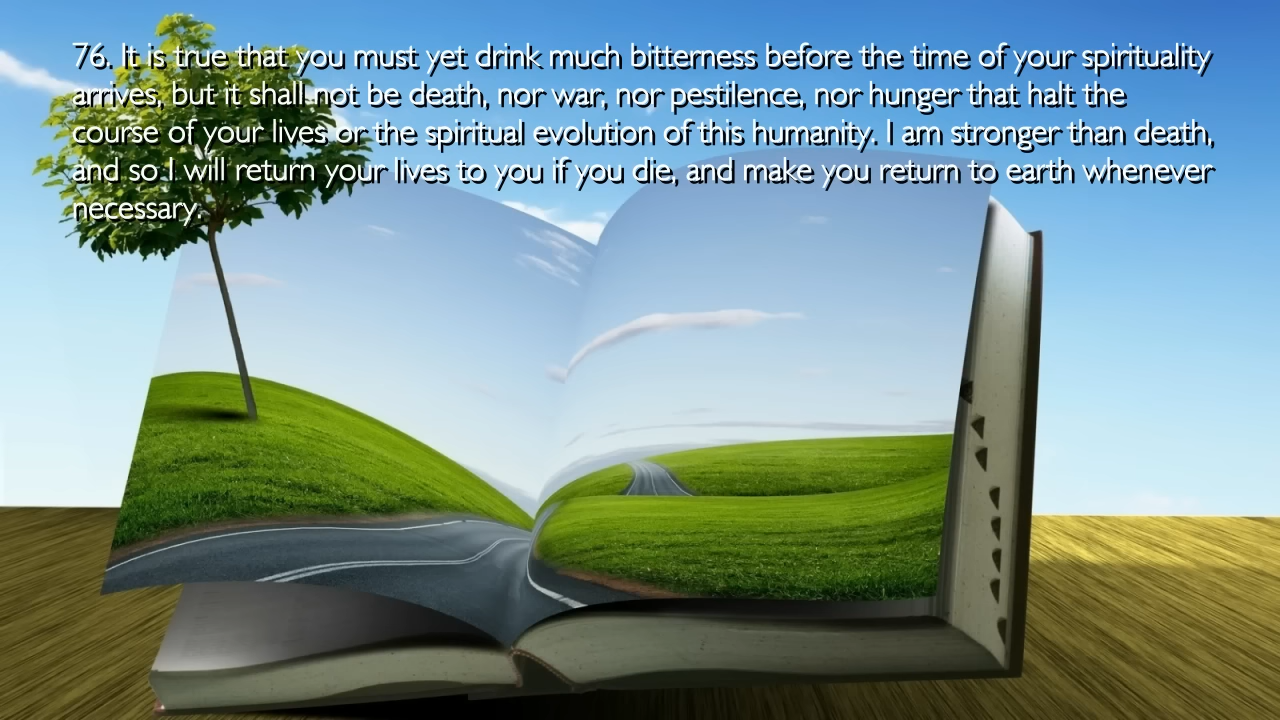 76. It is true that you must yet drink much bitterness before the time of your spirituality
arrives, but it shall not be death, nor war, nor pestilence, nor hunger that halt the
course of your lives or the spiritual evolution of this humanity. I am stronger than death,
and so I will return your lives to you if you die, and make you return to earth whenever
necessary.